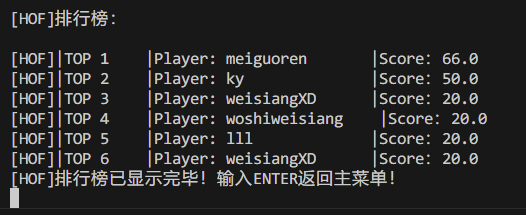 [HOF]排行榜:
[HOF]|TOP 1    |Player: meiguoren       |Score: 66.0
[HOF]|TOP 2    |Player: ky              |Score: 50.0
[HOF]|TOP 3    |Player: weisiangXD      |Score: 20.0
[HOF]|TOP 4    |Player: woshiweisiang    |Score: 20.0
[HOF]|TOP 5    |Player: lll             |Score: 20.0
[HOF]|TOP 6    |Player: weisiangXD      |Score: 20.0
[HOF]排行榜已显示完毕! 输入ENTER返回主菜单!